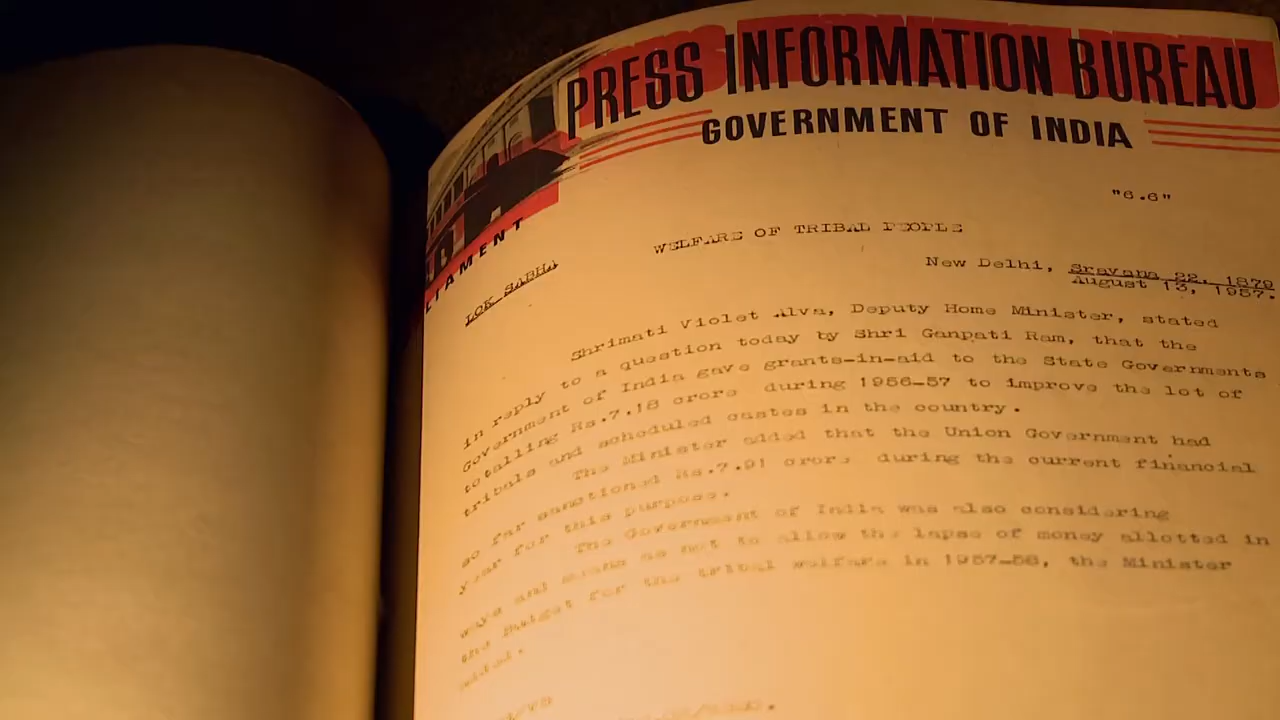 PRESS INFORMATION BUREAU
GOVERNMENT OF INDIA
LIAMENT
"6.6"
WELFARE OF TRIBAL PEOPLE
LOK SABHA
New Delhi, Sravana 22, 1879
August 13, 1957.
Shrimati Violet Alva, Deputy Home Minister, stated
in reply to a question today by Shri Ganpati Ram, that the
Government of India gave grants-in-aid to the State Governments
totalling Rs.7.18 crore during 1956-57 to improve the lot of
tribals and scheduled castes in the country.
The Minister added that the Union Government had
so far sanctioned Rs.7.91 crore during the current financial
year for this purpose.
The Government of India was also considering
ways and means as not to allow the lapse of money allotted in
the Budget for the tribal welfare in 1957-58, the Minister
added.